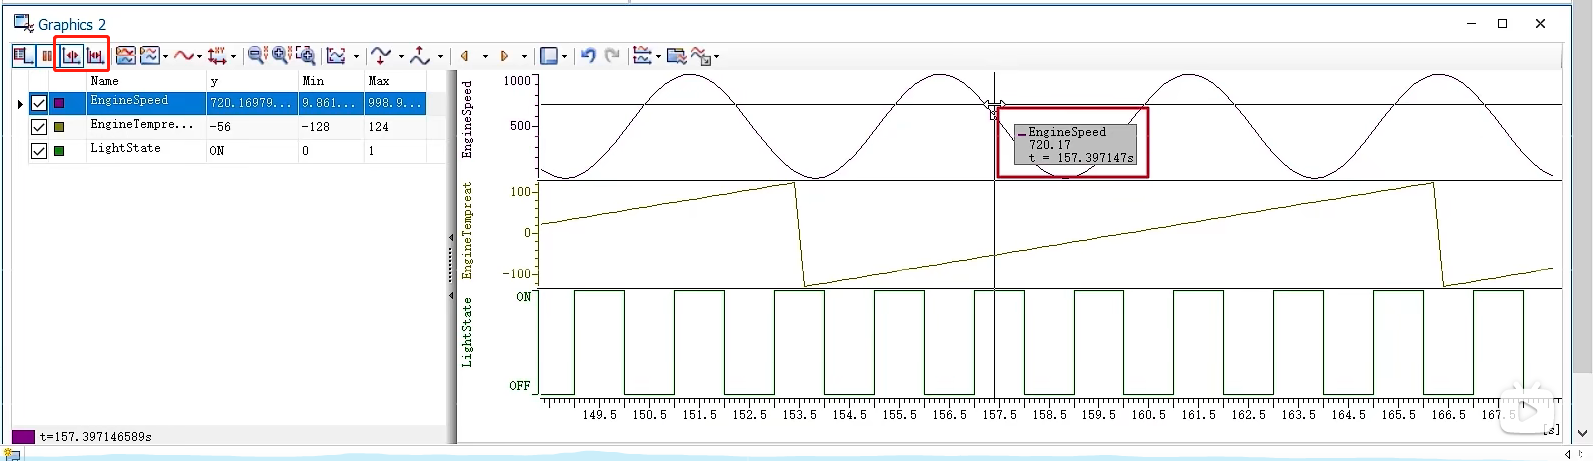 Graphics 2
Name y Min Max
EngineSpeed 720.16979... 9.861... 998.9...
EngineTempre... -56 -128 124
LightState ON 0 1
t=157.397146589s
EngineSpeed
1000
500
EngineSpeed
720.17
t = 157.397147s
EngineTempreat
100
0
-100
LightState
ON
OFF
149.5 150.5 151.5 152.5 153.5 154.5 155.5 156.5 157.5 158.5 159.5 160.5 161.5 162.5 163.5 164.5 165.5 166.5 167.5
[s]